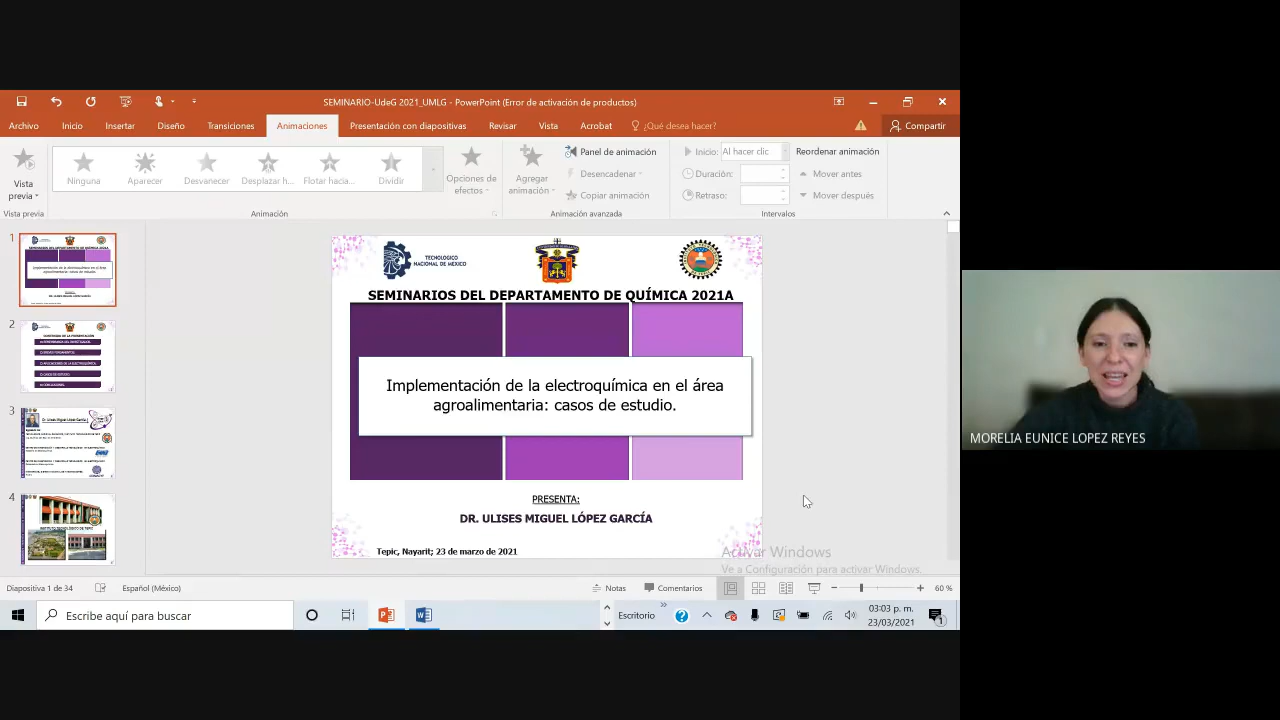 SEMINARIO-UdeG 2021_UMLG - PowerPoint (Error de activación de productos)
Archivo Inicio Insertar Diseño Transiciones Animaciones Presentación con diapositivas Revisar Vista Acrobat ¿Qué desea hacer? Compartir
Vista previa
Ninguna Aparecer Desvanecer Desplazar h... Flotar hacia... Dividir
Opciones de efectos
Agregar animación
Panel de animación
Desencadenar
Copiar animación
Inicio: Al hacer clic
Duración:
Retraso:
Reordenar animación
Mover antes
Mover después
Vista previa Animación Animación avanzada Intervalos
1
2
3
4
TECNOLÓGICO
NACIONAL DE MÉXICO
SEMINARIOS DEL DEPARTAMENTO DE QUÍMICA 2021A
Implementación de la electroquímica en el área
agroalimentaria: casos de estudio.
PRESENTA:
DR. ULISES MIGUEL LÓPEZ GARCÍA
Tepic, Nayarit; 23 de marzo de 2021
Activar Windows
Ve a Configuración para activar Windows.
MORELIA EUNICE LOPEZ REYES
Diapositiva 1 de 34 Español (México) Notas Comentarios 60 %
Escribe aquí para buscar
Escritorio
03:03 p. m.
23/03/2021
1